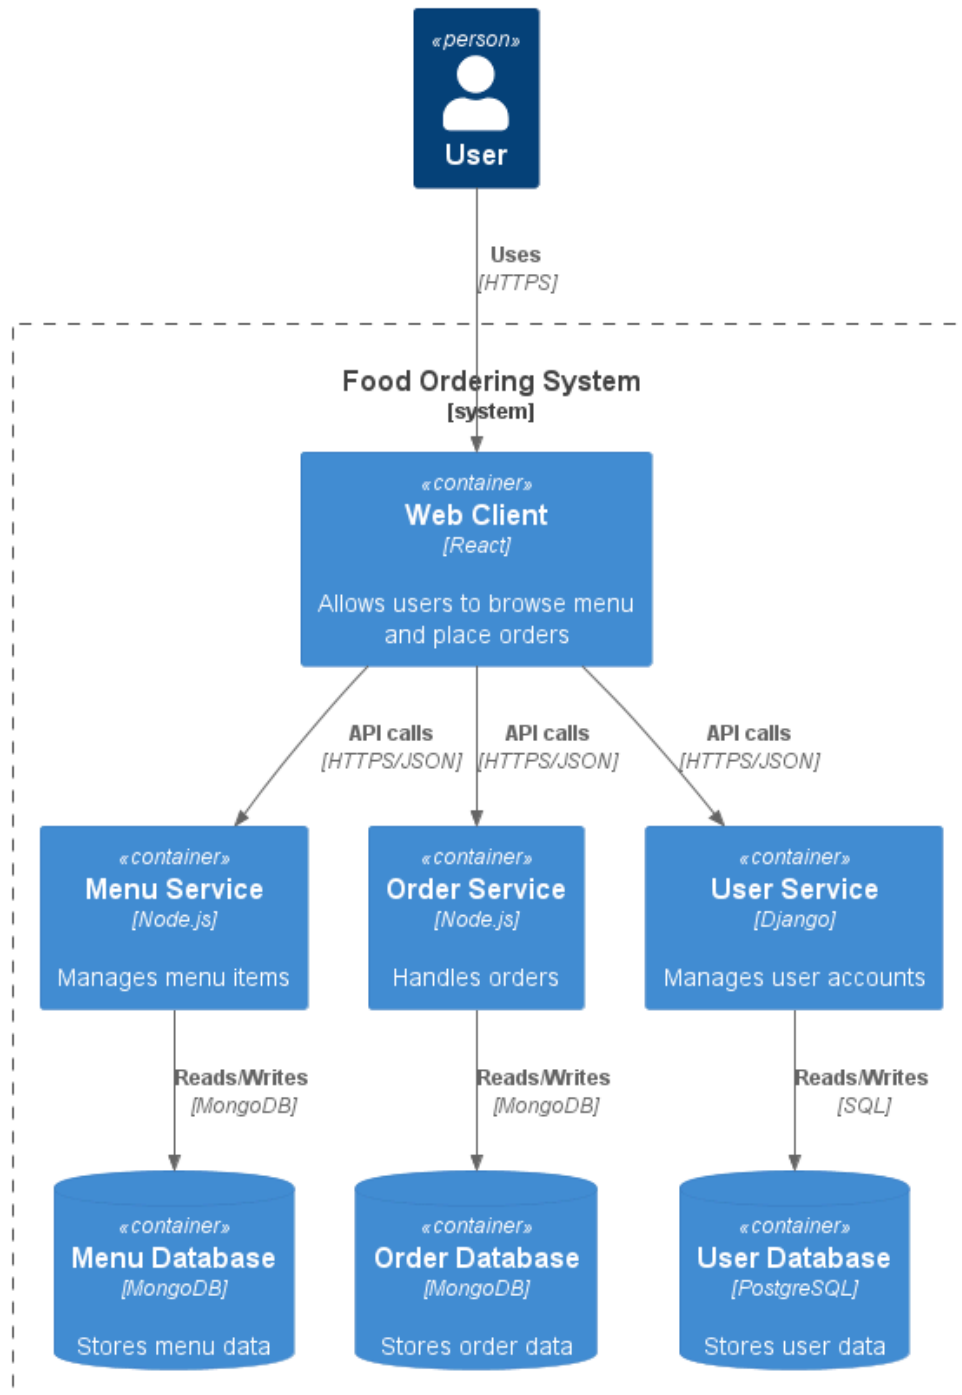 «person»
User
Uses
[HTTPS]
Food Ordering System
[system]
«container»
Web Client
[React]
Allows users to browse menu
and place orders
API calls
[HTTPS/JSON]
API calls
[HTTPS/JSON]
API calls
[HTTPS/JSON]
«container»
Menu Service
[Node.js]
Manages menu items
«container»
Order Service
[Node.js]
Handles orders
«container»
User Service
[Django]
Manages user accounts
Reads/Writes
[MongoDB]
Reads/Writes
[MongoDB]
Reads/Writes
[SQL]
«container»
Menu Database
[MongoDB]
Stores menu data
«container»
Order Database
[MongoDB]
Stores order data
«container»
User Database
[PostgreSQL]
Stores user data